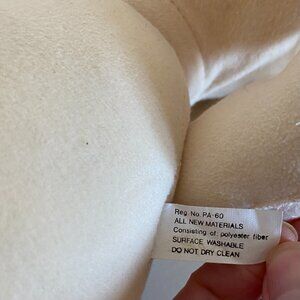 Reg. No. PA-60
ALL NEW MATERIALS
Consisting of: polyester fiber
SURFACE WASHABLE
DO NOT DRY CLEAN